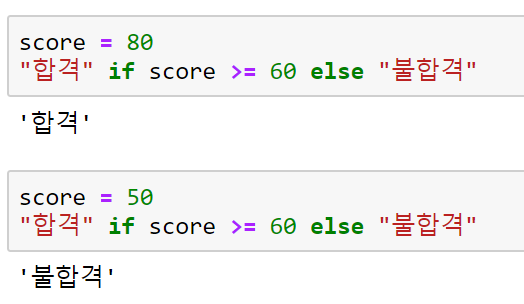 score = 80
"합격" if score >= 60 else "불합격"
'합격'
score = 50
"합격" if score >= 60 else "불합격"
'불합격'